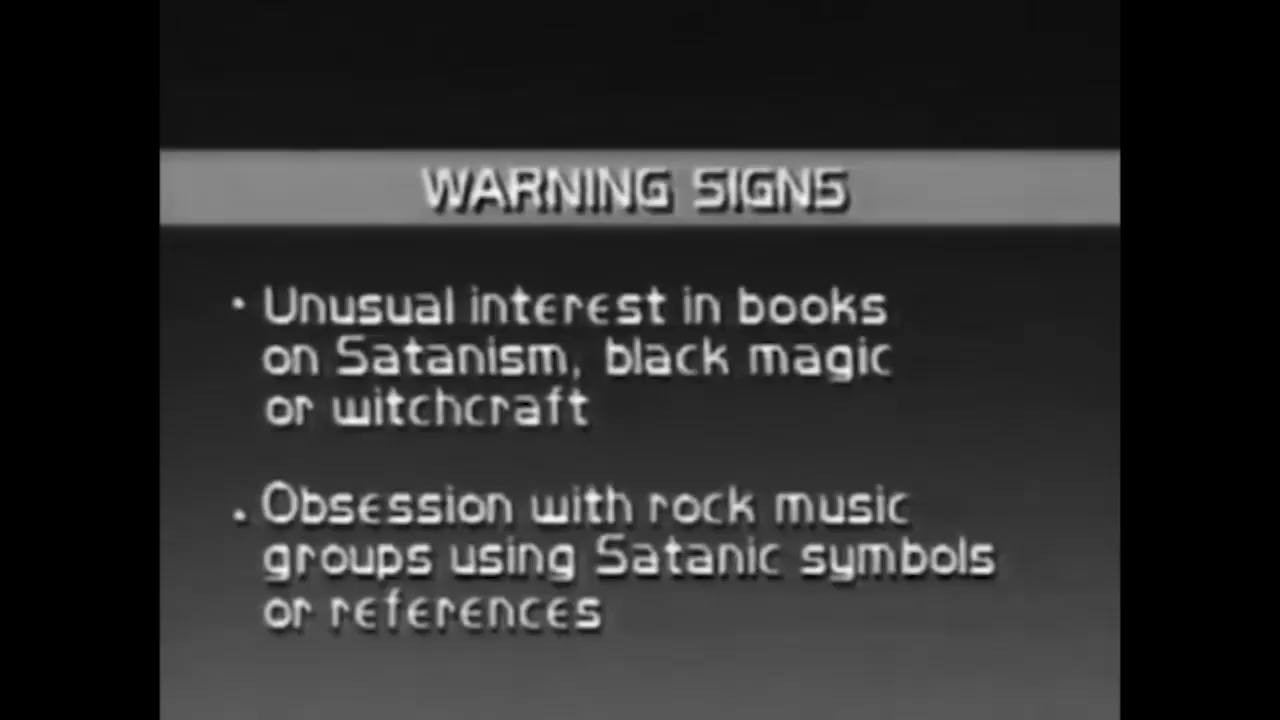 WARNING SIGNS
· Unusual interest in books
on Satanism, black magic
or witchcraft
. Obsession with rock music
groups using Satanic symbols
or references